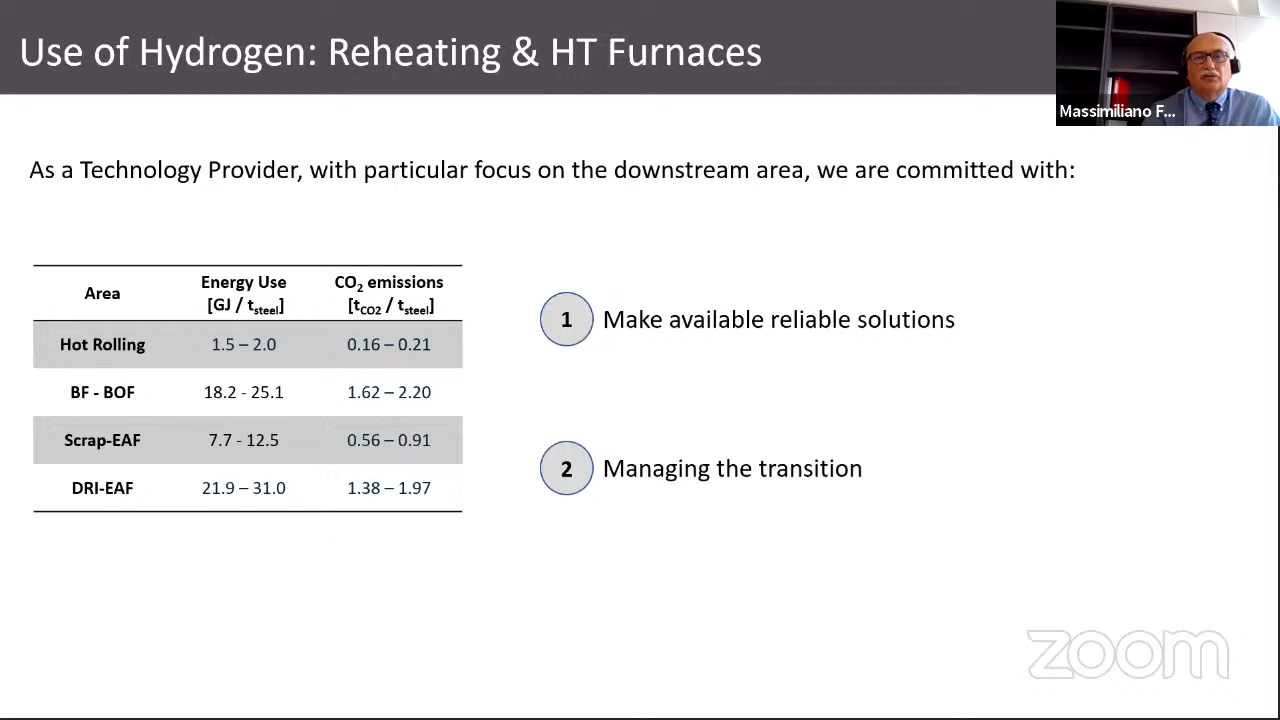 Use of Hydrogen: Reheating & HT Furnaces
Massimiliano F...
As a Technology Provider, with particular focus on the downstream area, we are committed with:
Area Energy Use [GJ / tsteel] CO2 emissions [tCO2 / tsteel]
Hot Rolling 1.5 – 2.0 0.16 – 0.21
BF - BOF 18.2 - 25.1 1.62 – 2.20
Scrap-EAF 7.7 - 12.5 0.56 – 0.91
DRI-EAF 21.9 – 31.0 1.38 – 1.97
1 Make available reliable solutions
2 Managing the transition
zoom